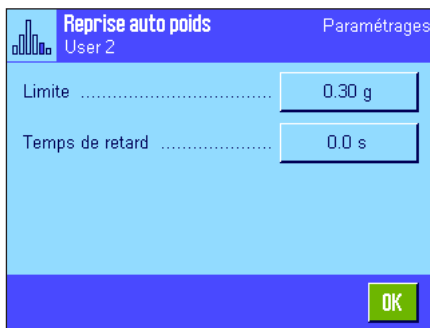 Reprise auto poids Paramétrages
User 2
Limite .................................. 0.30 g
Temps de retard ..................... 0.0 s
OK